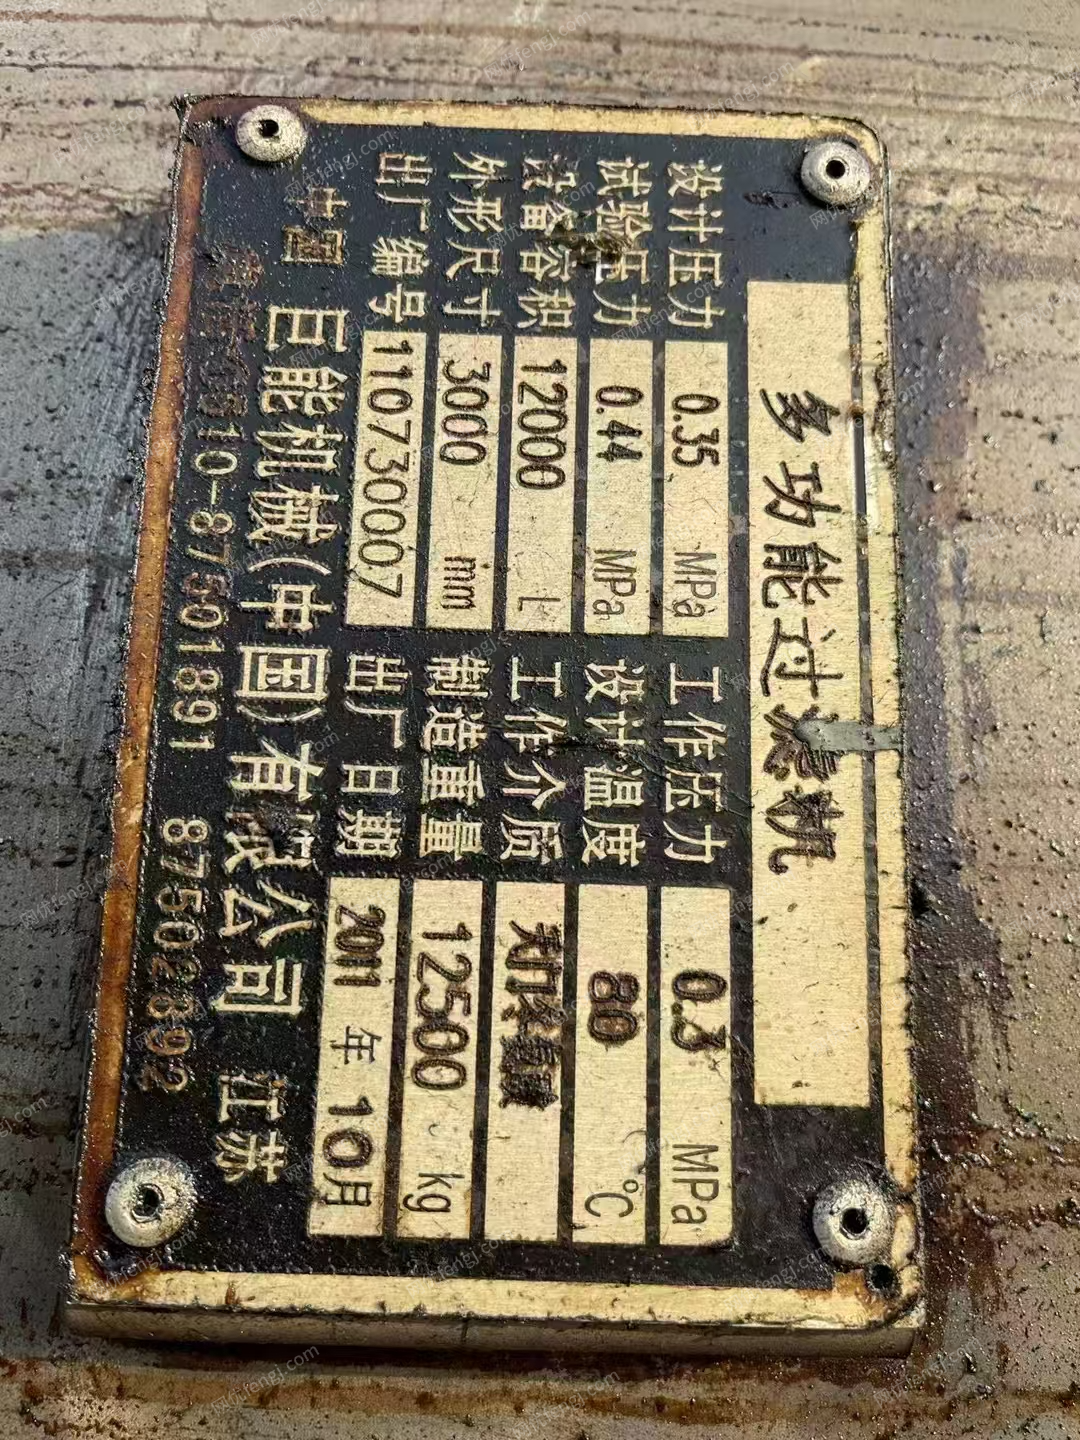 多功能过滤机
设计压力 0.35 MPa 工作压力 0.3 MPa
试验压力 0.44 MPa 设计温度 80 ℃
设备容积 12000 L 工作介质
外形尺寸 3000 mm 制造重量 12500 kg
出厂编号 110730007 出厂日期 2011 年 10月
中国 巨能机械(中国)有限公司 江苏
0510-87501891 87502892